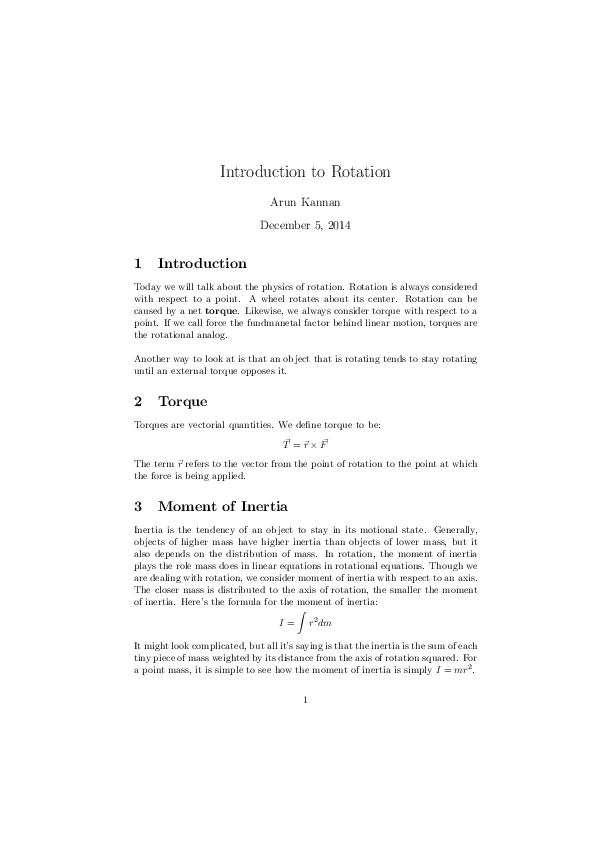 Introduction to Rotation
Arun Kannan
December 5, 2014
1 Introduction
Today we will talk about the physics of rotation. Rotation is always considered
with respect to a point. A wheel rotates about its center. Rotation can be
caused by a net torque. Likewise, we always consider torque with respect to a
point. If we call force the fundmanetal factor behind linear motion, torques are
the rotational analog.
Another way to look at is that an object that is rotating tends to stay rotating
until an external torque opposes it.
2 Torque
Torques are vectorial quantities. We define torque to be:
T⃗ = r⃗ × F⃗
The term r⃗ refers to the vector from the point of rotation to the point at which
the force is being applied.
3 Moment of Inertia
Inertia is the tendency of an object to stay in its motional state. Generally,
objects of higher mass have higher inertia than objects of lower mass, but it
also depends on the distribution of mass. In rotation, the moment of inertia
plays the role mass does in linear equations in rotational equations. Though we
are dealing with rotation, we consider moment of inertia with respect to an axis.
The closer mass is distributed to the axis of rotation, the smaller the moment
of inertia. Here's the formula for the moment of inertia:
I = ∫ r²dm
It might look complicated, but all it's saying is that the inertia is the sum of each
tiny piece of mass weighted by its distance from the axis of rotation squared. For
a point mass, it is simple to see how the moment of inertia is simply I = mr².
1